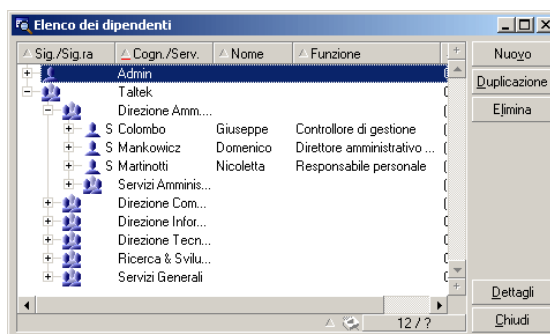 Elenco dei dipendenti
Sig./Sig.ra Cogn./Serv. Nome Funzione
Admin
Taltek
Direzione Amm....
S Colombo Giuseppe Controllore di gestione
S Mankowicz Domenico Direttore amministrativo ...
S Martinotti Nicoletta Responsabile personale
Servizi Amminis...
Direzione Com...
Direzione Infor...
Direzione Tecn...
Ricerca & Svilu...
Servizi Generali
12 / ?
Nuovo
Duplicazione
Elimina
Dettagli
Chiudi